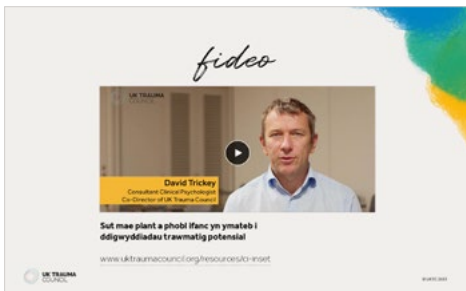 fideo
UK TRAUMA
COUNCIL
David Trickey
Consultant Clinical Psychologist
Co-Director of UK Trauma Council
Sut mae plant a phobl ifanc yn ymateb i
ddigwyddiadau trawmatig potensial
www.uktraumacouncil.org/resources/ci-inset
UK TRAUMA
COUNCIL